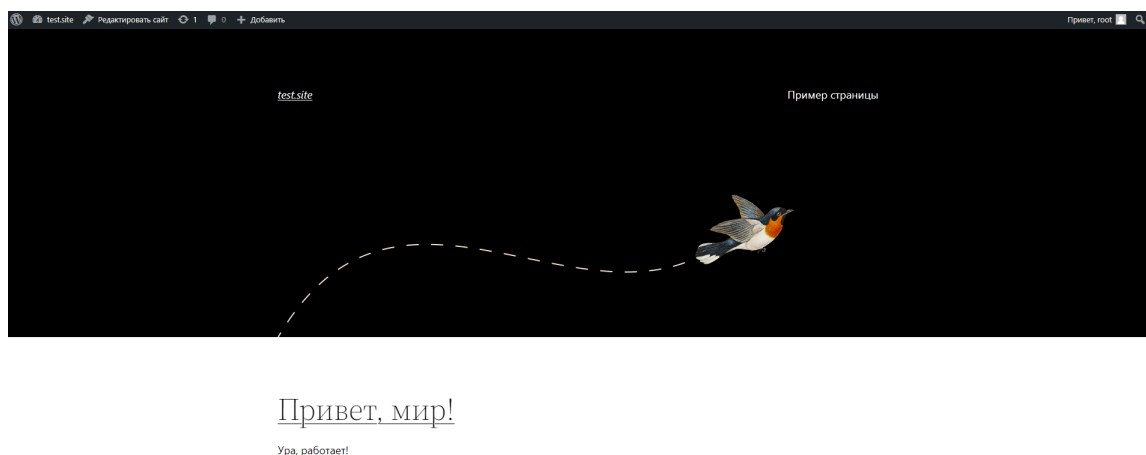 test.site Редактировать сайт 1 0 Добавить Привет, root
test.site Пример страницы
Привет, мир!
Ура, работает!